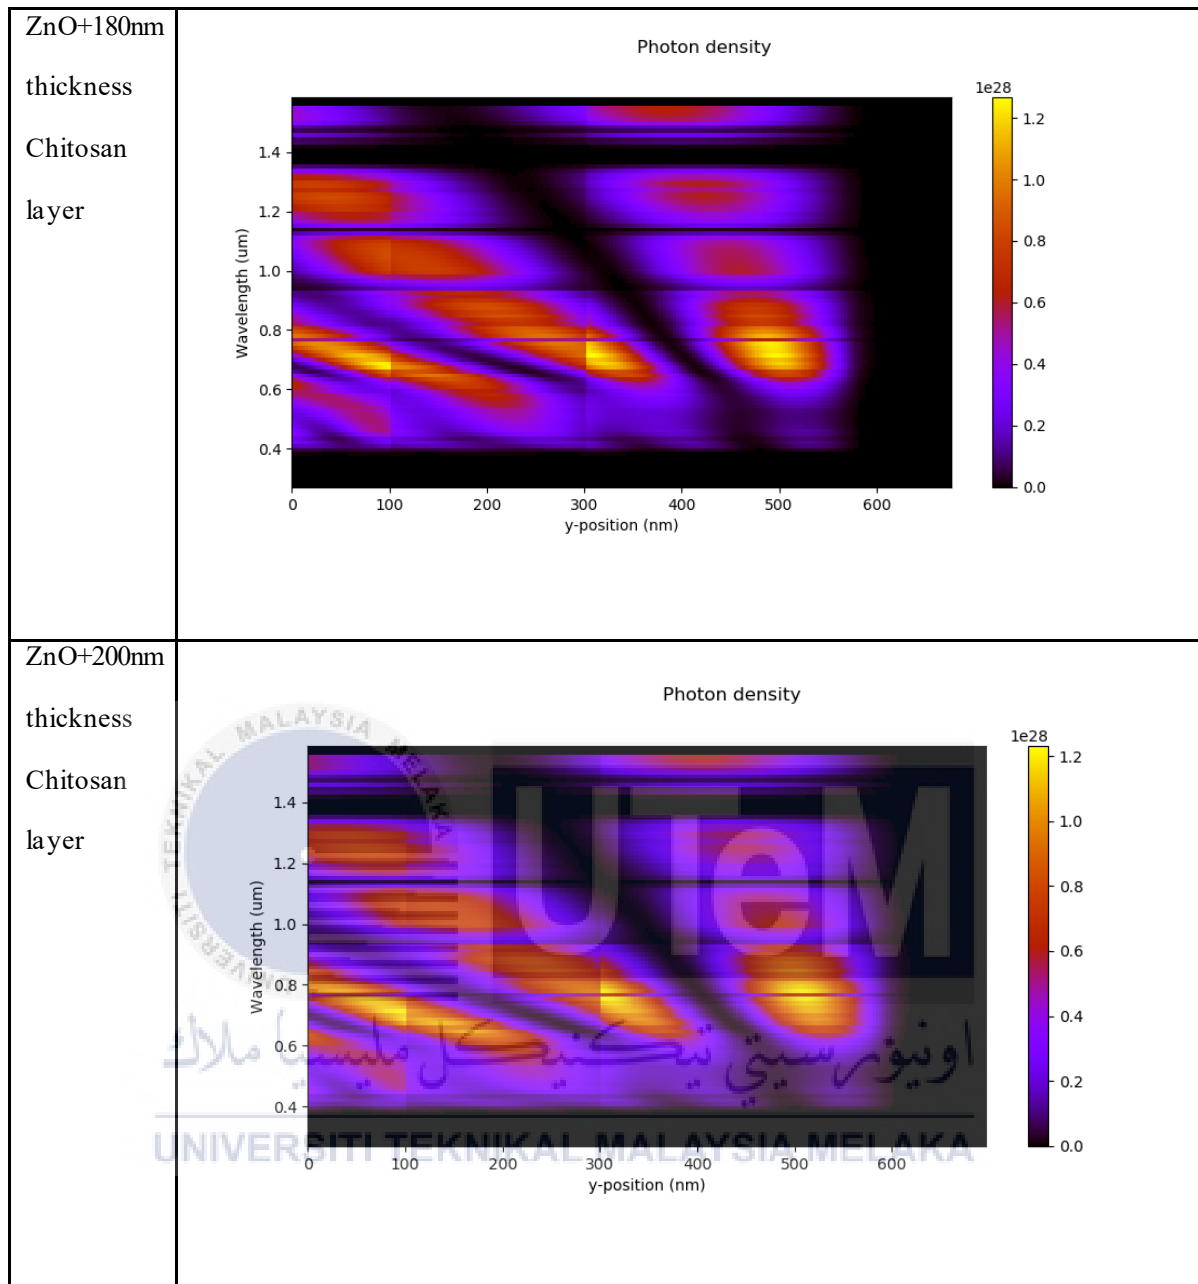 ZnO+180nm
thickness
Chitosan
layer
Photon density
1e28
1.2
1.0
0.8
0.6
0.4
0.2
0.0
Wavelength (um)
1.4
1.2
1.0
0.8
0.6
0.4
0
100
200
300
400
500
600
y-position (nm)
ZnO+200nm
thickness
Chitosan
layer
Photon density
1e28
1.2
1.0
0.8
0.6
0.4
0.2
0.0
Wavelength (um)
1.4
1.2
1.0
0.8
0.6
0.4
0
100
200
300
400
500
600
y-position (nm)
UNIVERSITI TEKNIKAL MALAYSIA MELAKA
UTeM
اونيۏرسيتي تيكنيكل مليسيا ملاك
UNIVERSITI TEKNIKAL MALAYSIA MELAKA